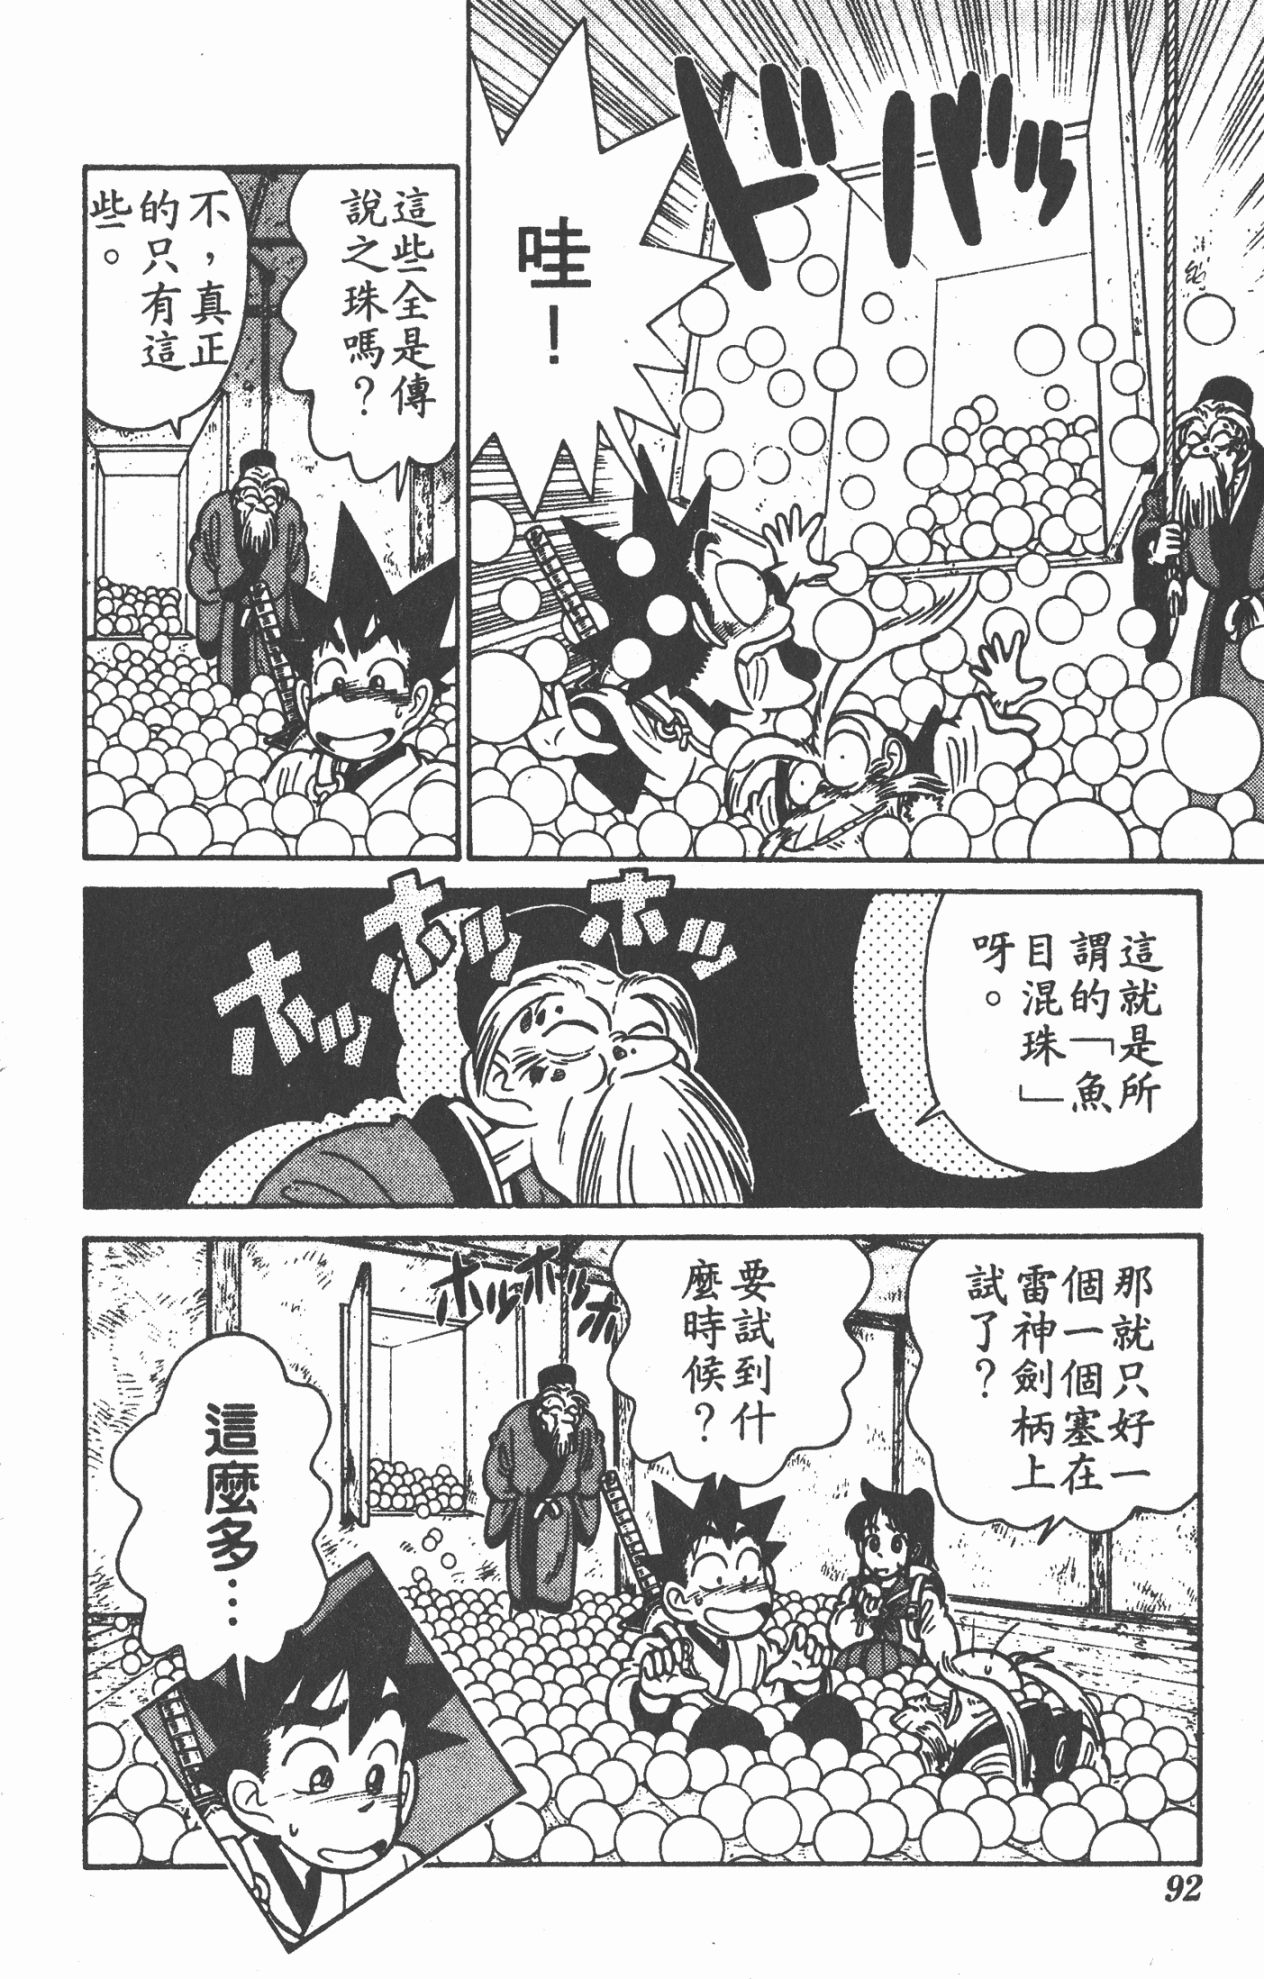 ドドバッ
哇！
這些全是傳
說之珠嗎？
不，真正
的只有這
些。
這就是所
謂的「魚
目混珠」
呀。
ホッ
ホッ
ホッ
那就只好一
個一個塞在
雷神劍柄上
試了？
要試到什
麼時候？
ホッホッホ
這麼多…
92